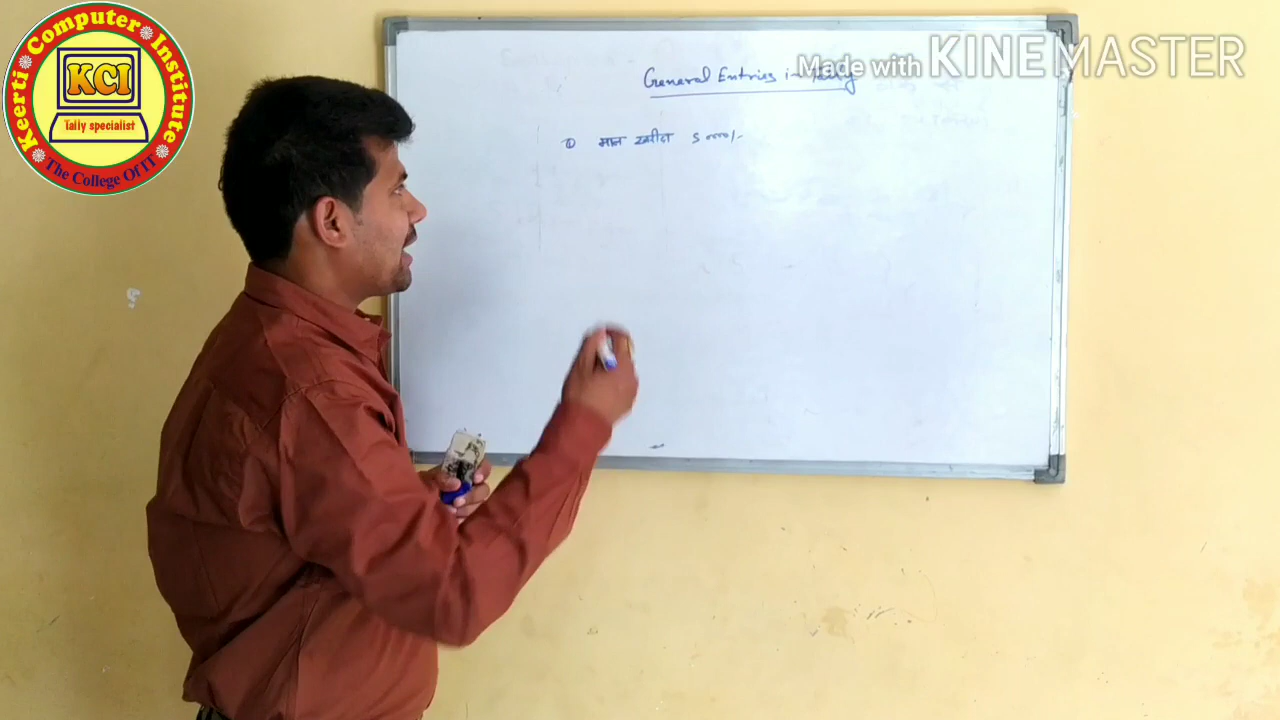 Keerti Computer Institute
KCI
Tally specialist
The College Of IT
Made with KINEMASTER
General Entries in Tally
① माल खरीदा 5000/-